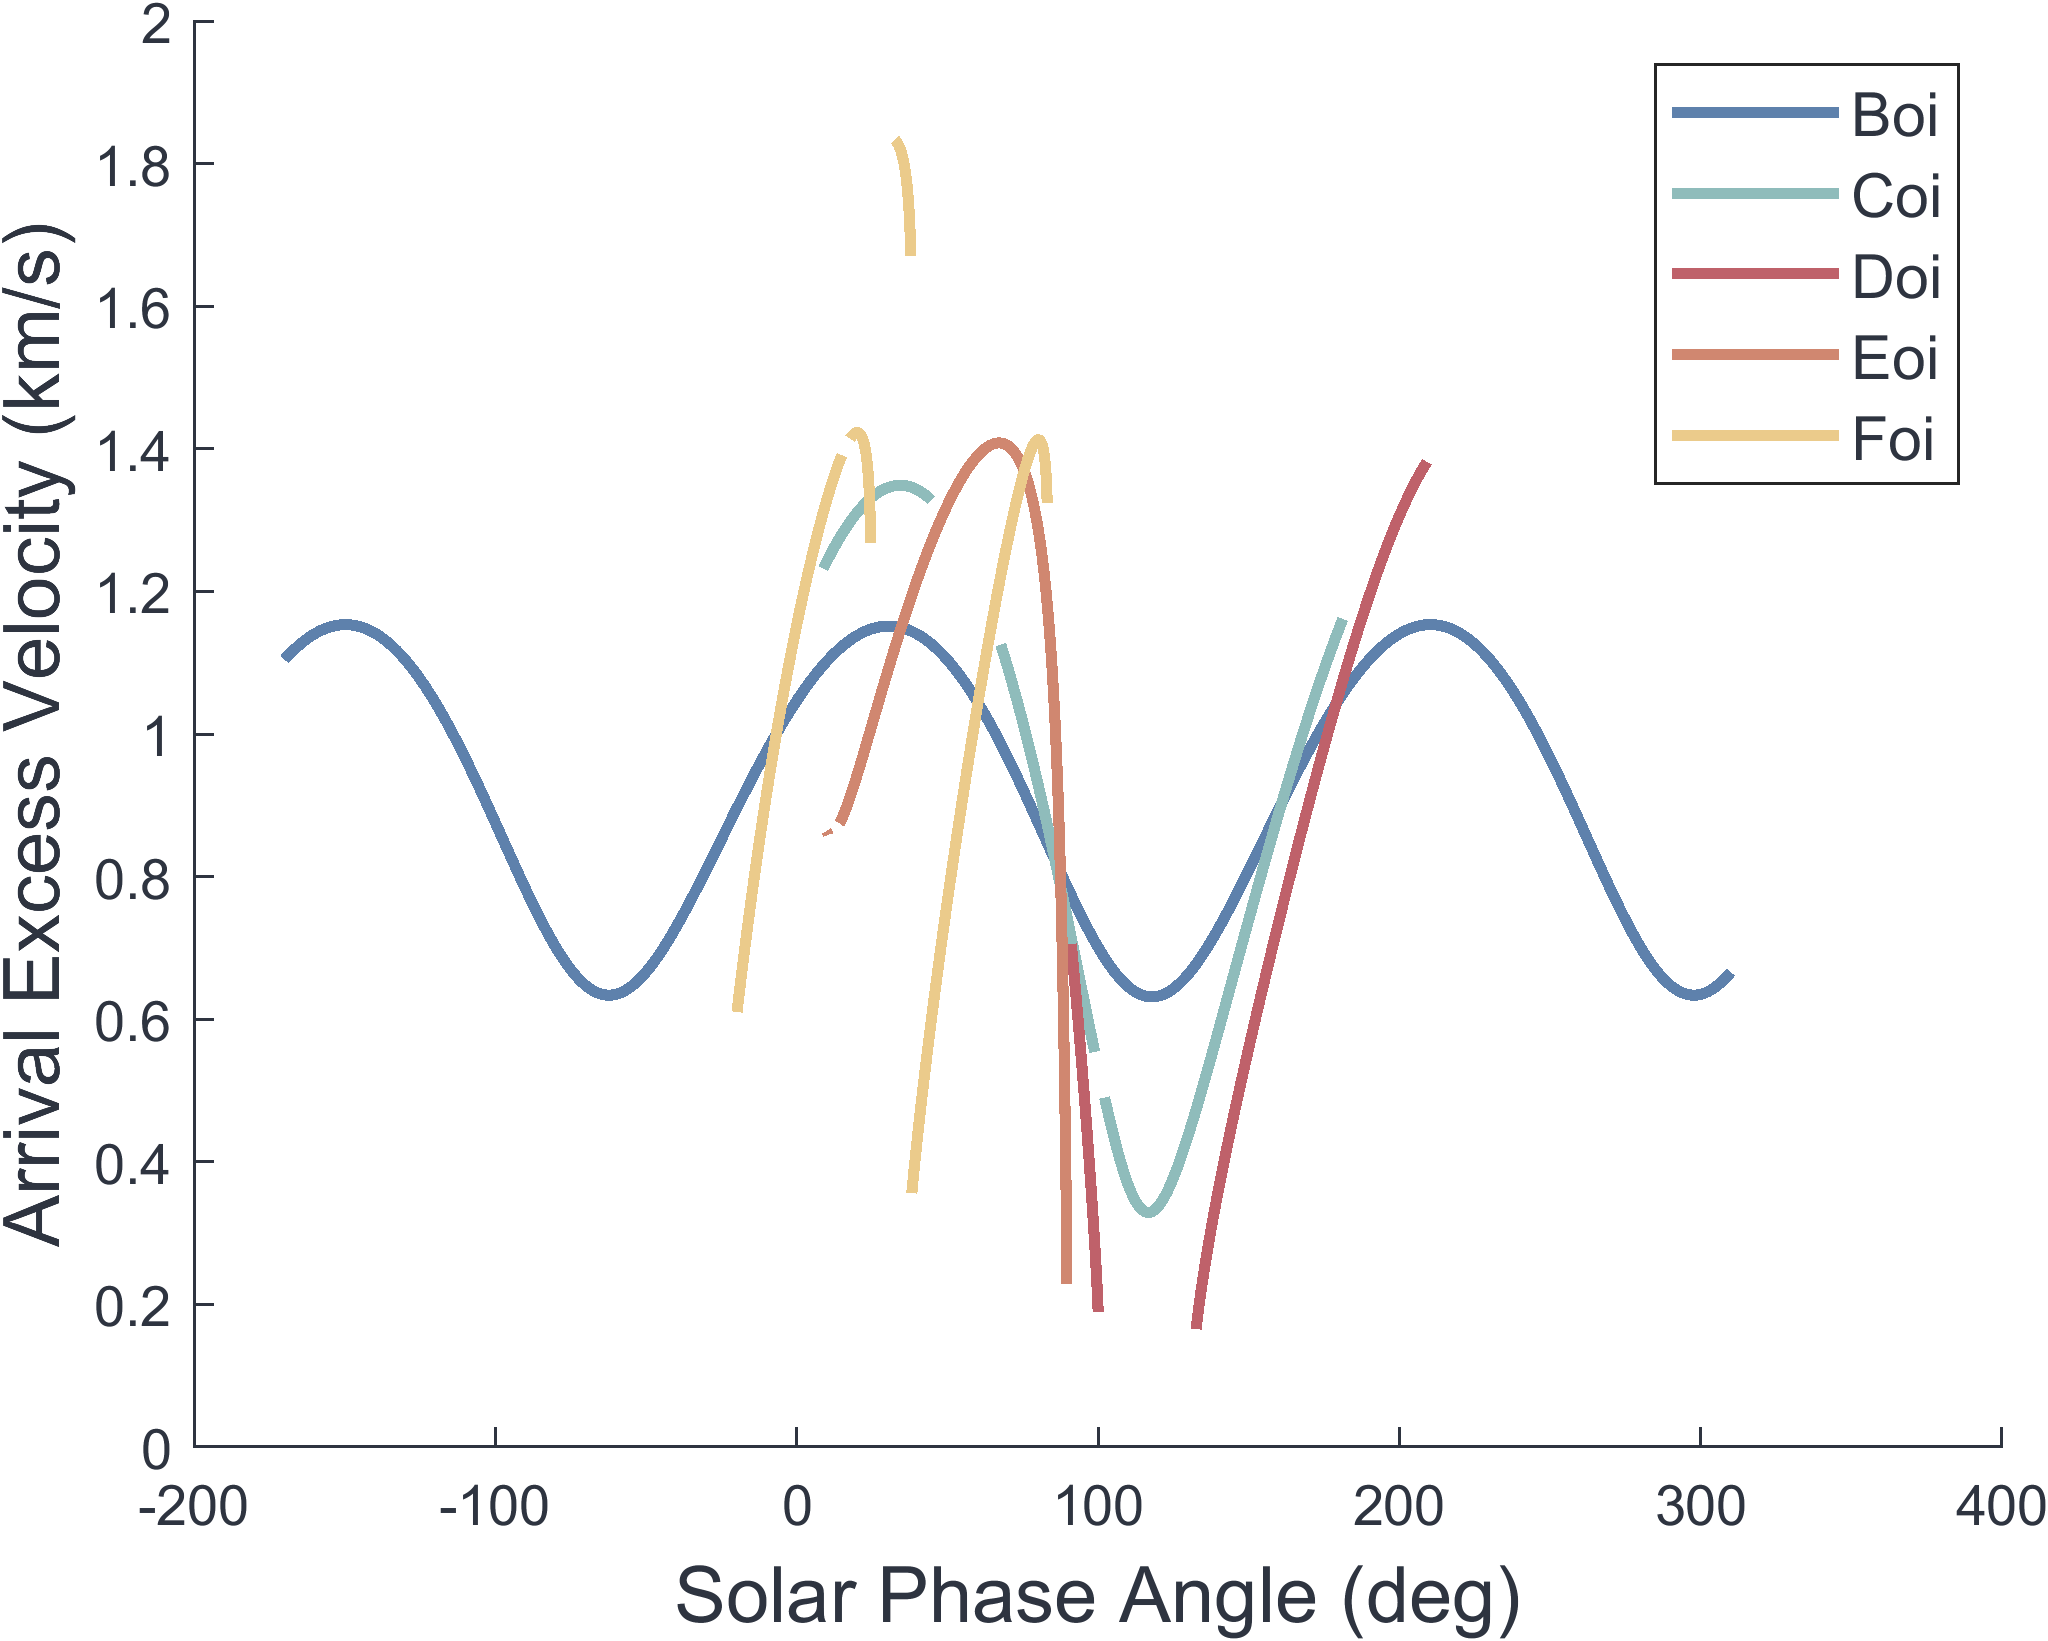 2
1.8
1.6
1.4
1.2
1
0.8
0.6
0.4
0.2
0
Arrival Excess Velocity (km/s)
-200
-100
0
100
200
300
400
Solar Phase Angle (deg)
Boi
Coi
Doi
Eoi
Foi